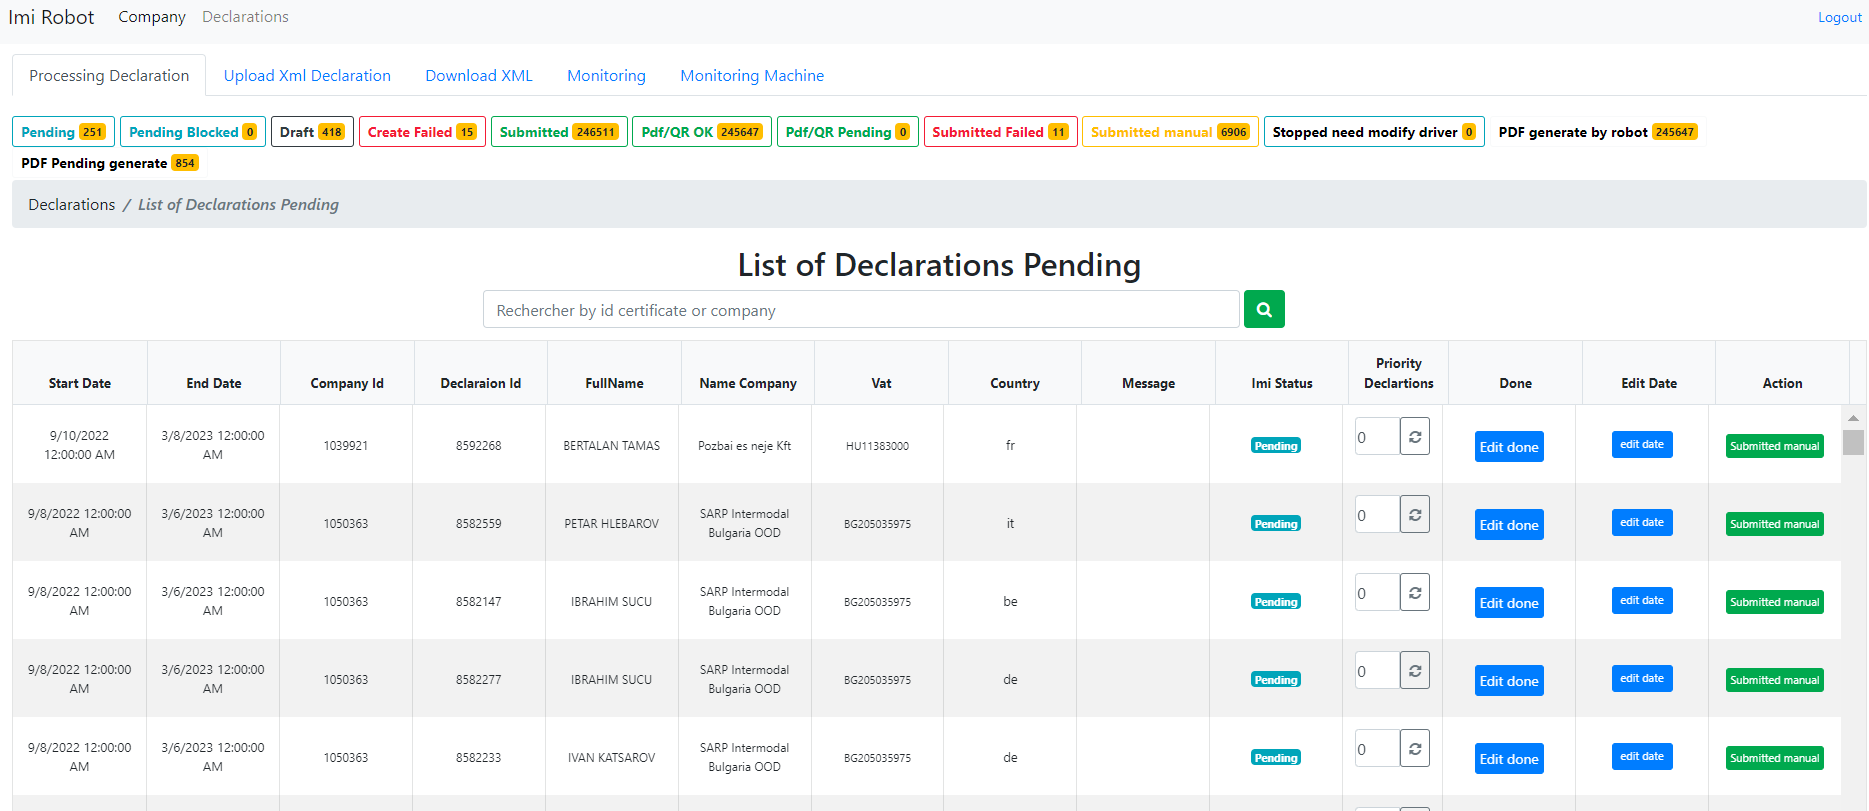 Imi Robot Company Declarations Logout
Processing Declaration Upload Xml Declaration Download XML Monitoring Monitoring Machine
Pending 251 Pending Blocked 0 Draft 418 Create Failed 15 Submitted 246511 Pdf/QR OK 245647 Pdf/QR Pending 0 Submitted Failed 11 Submitted manual 6906 Stopped need modify driver 0 PDF generate by robot 245647
PDF Pending generate 854
Declarations / List of Declarations Pending
List of Declarations Pending
Rechercher by id certificate or company
Start Date End Date Company Id Declaraion Id FullName Name Company Vat Country Message Imi Status Priority Declartions Done Edit Date Action
9/10/2022 12:00:00 AM 3/8/2023 12:00:00 AM 1039921 8592268 BERTALAN TAMAS Pozbai es neje Kft HU11383000 fr Pending 0 Edit done edit date Submitted manual
9/8/2022 12:00:00 AM 3/6/2023 12:00:00 AM 1050363 8582559 PETAR HLEBAROV SARP Intermodal Bulgaria OOD BG205035975 it Pending 0 Edit done edit date Submitted manual
9/8/2022 12:00:00 AM 3/6/2023 12:00:00 AM 1050363 8582147 IBRAHIM SUCU SARP Intermodal Bulgaria OOD BG205035975 be Pending 0 Edit done edit date Submitted manual
9/8/2022 12:00:00 AM 3/6/2023 12:00:00 AM 1050363 8582277 IBRAHIM SUCU SARP Intermodal Bulgaria OOD BG205035975 de Pending 0 Edit done edit date Submitted manual
9/8/2022 12:00:00 AM 3/6/2023 12:00:00 AM 1050363 8582233 IVAN KATSAROV SARP Intermodal Bulgaria OOD BG205035975 de Pending 0 Edit done edit date Submitted manual